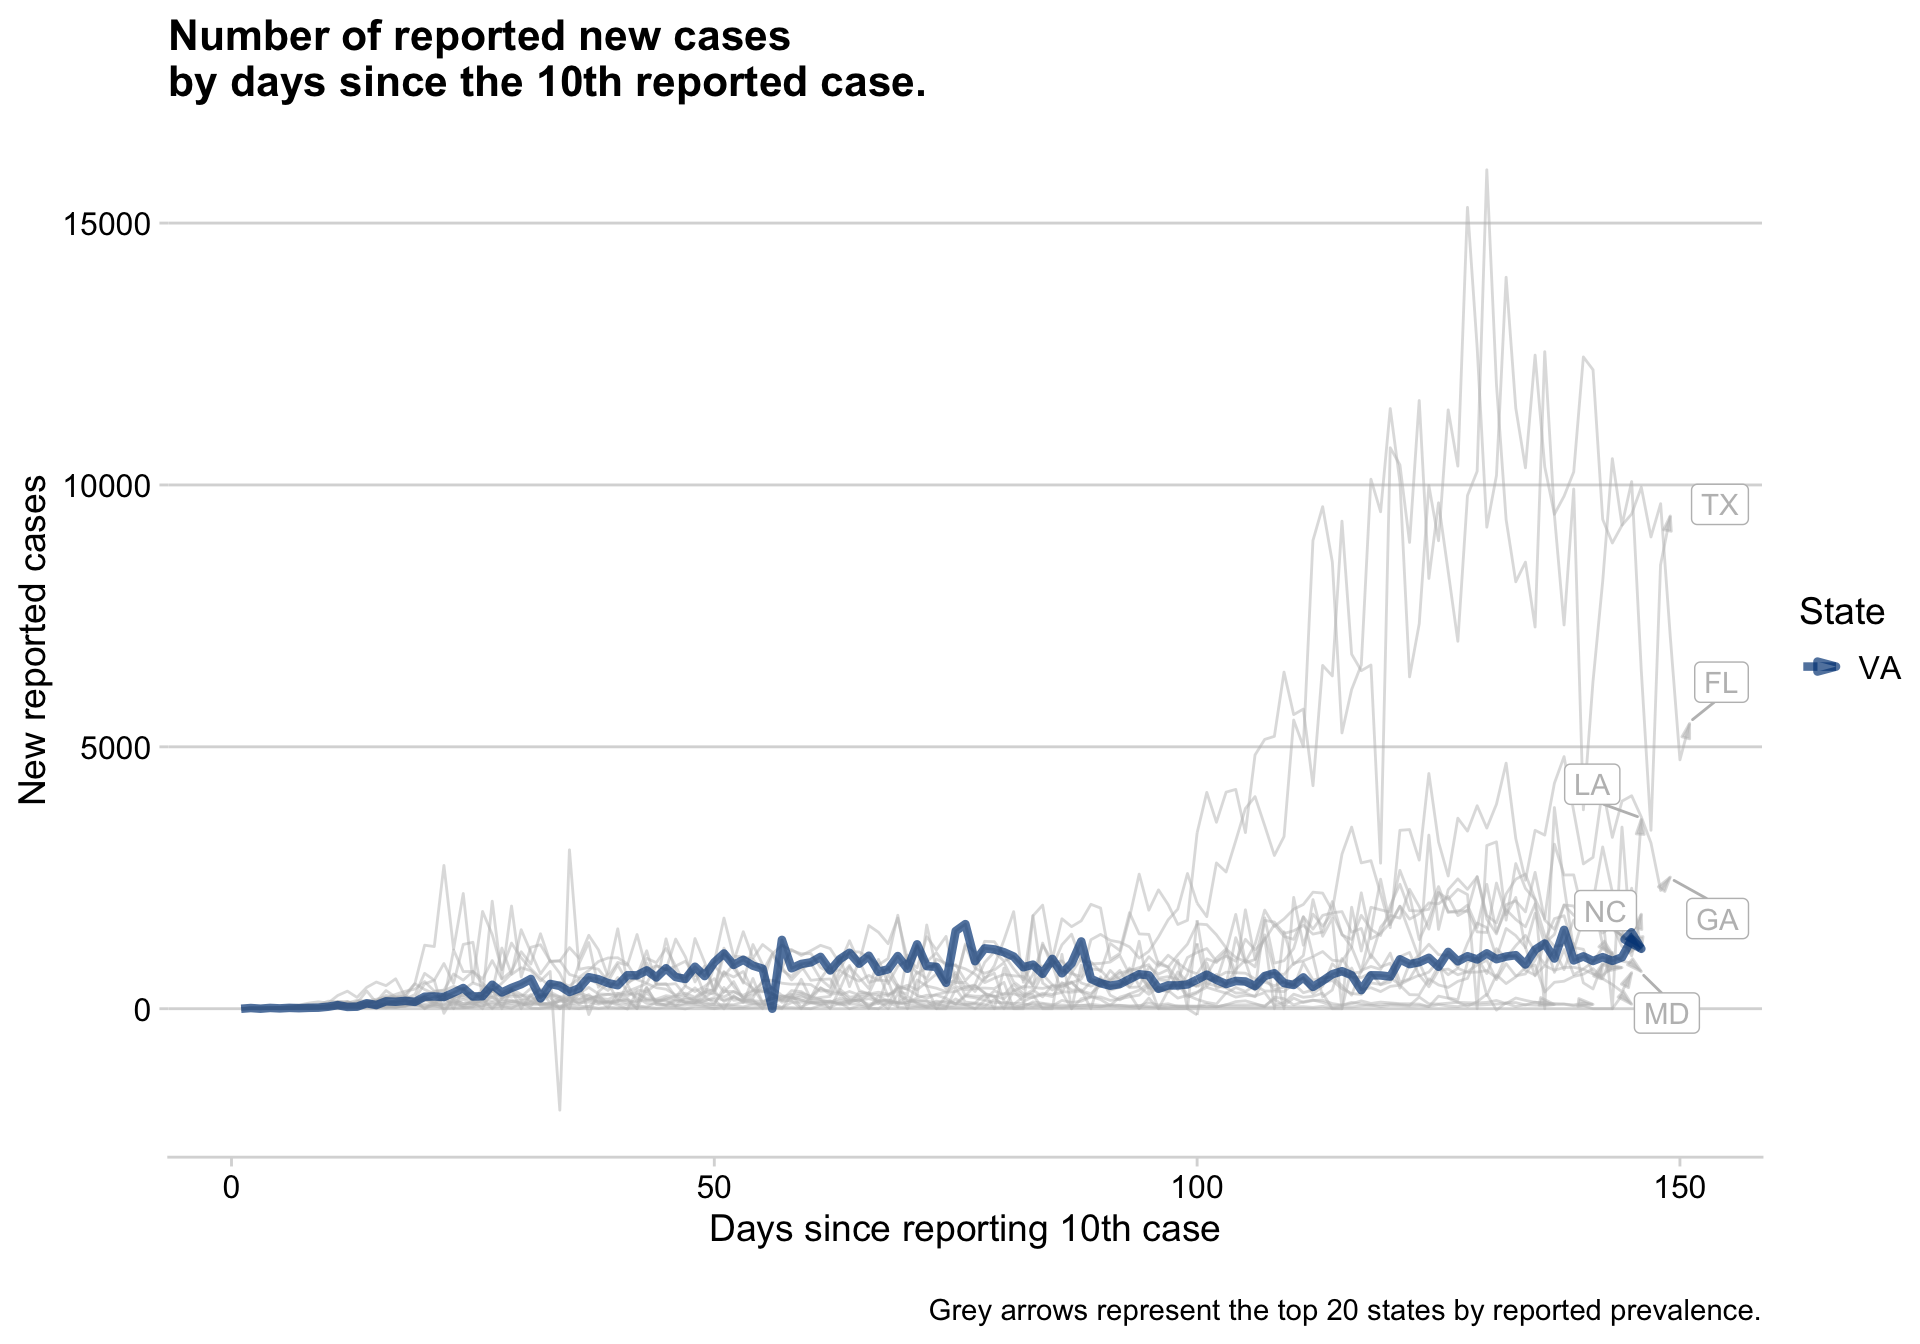 Number of reported new cases
by days since the 10th reported case.
15000
10000
5000
0
New reported cases
TX
FL
LA
NC
GA
MD
State
VA
0
50
100
150
Days since reporting 10th case
Grey arrows represent the top 20 states by reported prevalence.